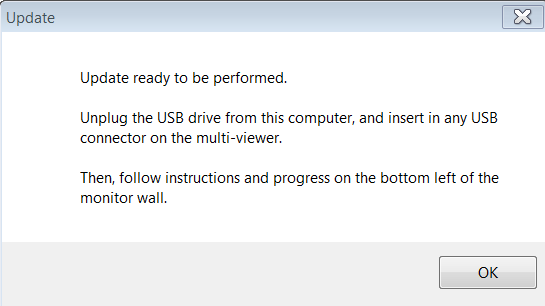 Update
Update ready to be performed.
Unplug the USB drive from this computer, and insert in any USB
connector on the multi-viewer.
Then, follow instructions and progress on the bottom left of the
monitor wall.
OK